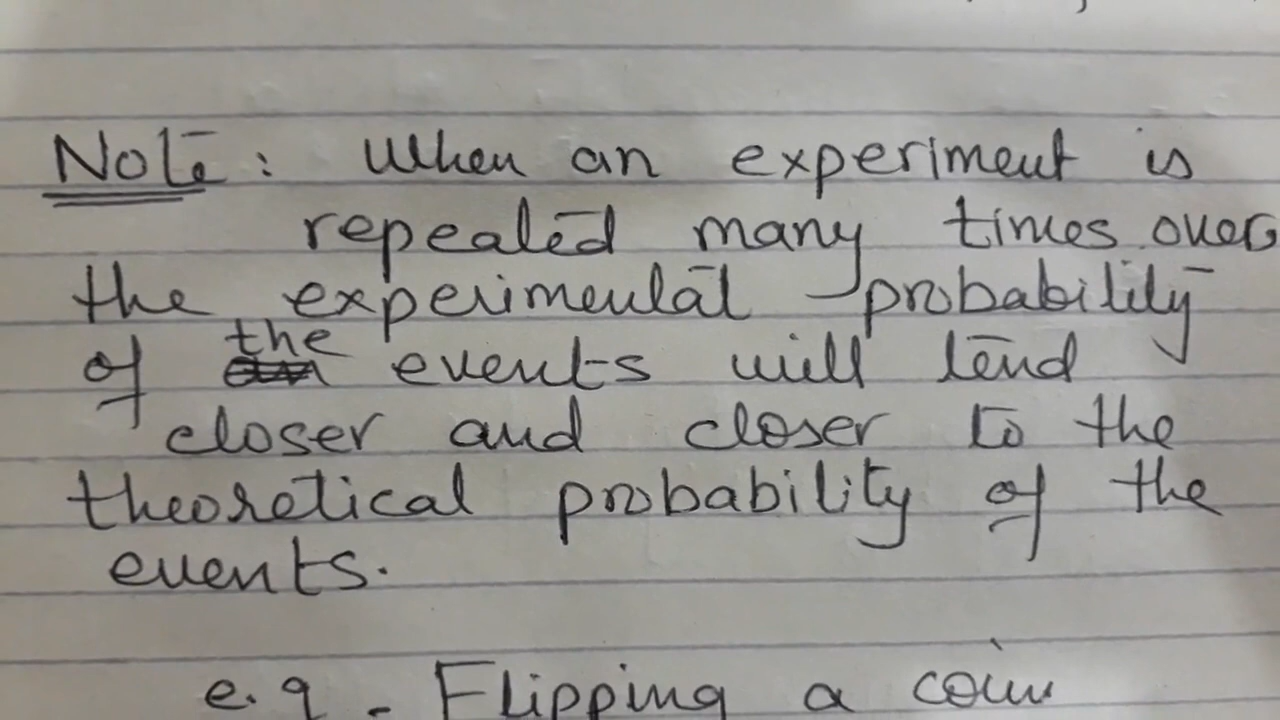 Note: When an experiment is
repeated many times over
the experimental probability
of the events will tend
closer and closer to the
theoretical probability of the
events.
e.g - Flipping a coin